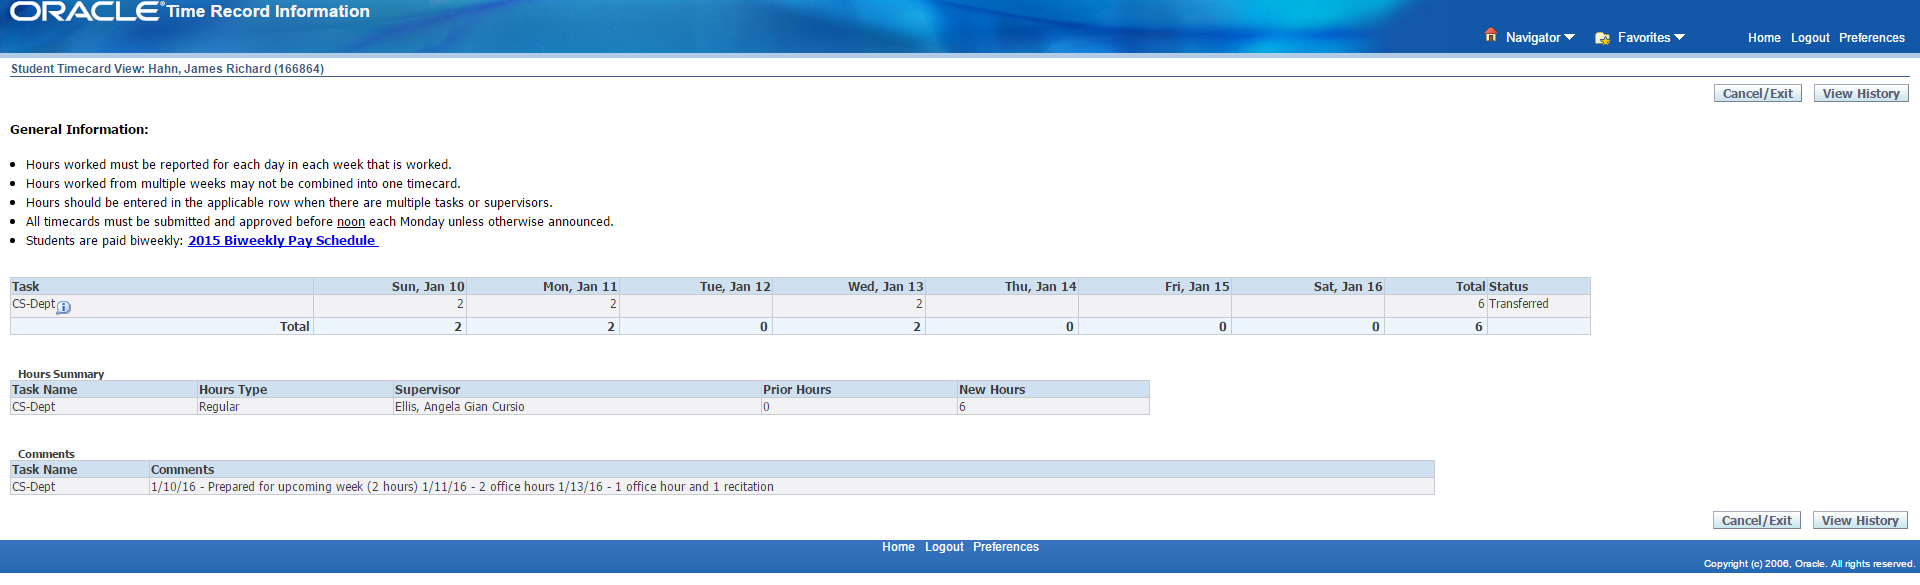 ORACLE® Time Record Information
Navigator Favorites Home Logout Preferences
Student Timecard View: Hahn, James Richard (166864)
Cancel/Exit View History
General Information:
• Hours worked must be reported for each day in each week that is worked.
• Hours worked from multiple weeks may not be combined into one timecard.
• Hours should be entered in the applicable row when there are multiple tasks or supervisors.
• All timecards must be submitted and approved before noon each Monday unless otherwise announced.
• Students are paid biweekly: 2015 Biweekly Pay Schedule
Task Sun, Jan 10 Mon, Jan 11 Tue, Jan 12 Wed, Jan 13 Thu, Jan 14 Fri, Jan 15 Sat, Jan 16 Total Status
CS-Dept i 2 2 2 6 Transferred
Total 2 2 0 2 0 0 0 6
Hours Summary
Task Name Hours Type Supervisor Prior Hours New Hours
CS-Dept Regular Ellis, Angela Gian Cursio 0 6
Comments
Task Name Comments
CS-Dept 1/10/16 - Prepared for upcoming week (2 hours) 1/11/16 - 2 office hours 1/13/16 - 1 office hour and 1 recitation
Cancel/Exit View History
Home Logout Preferences
Copyright (c) 2006, Oracle. All rights reserved.